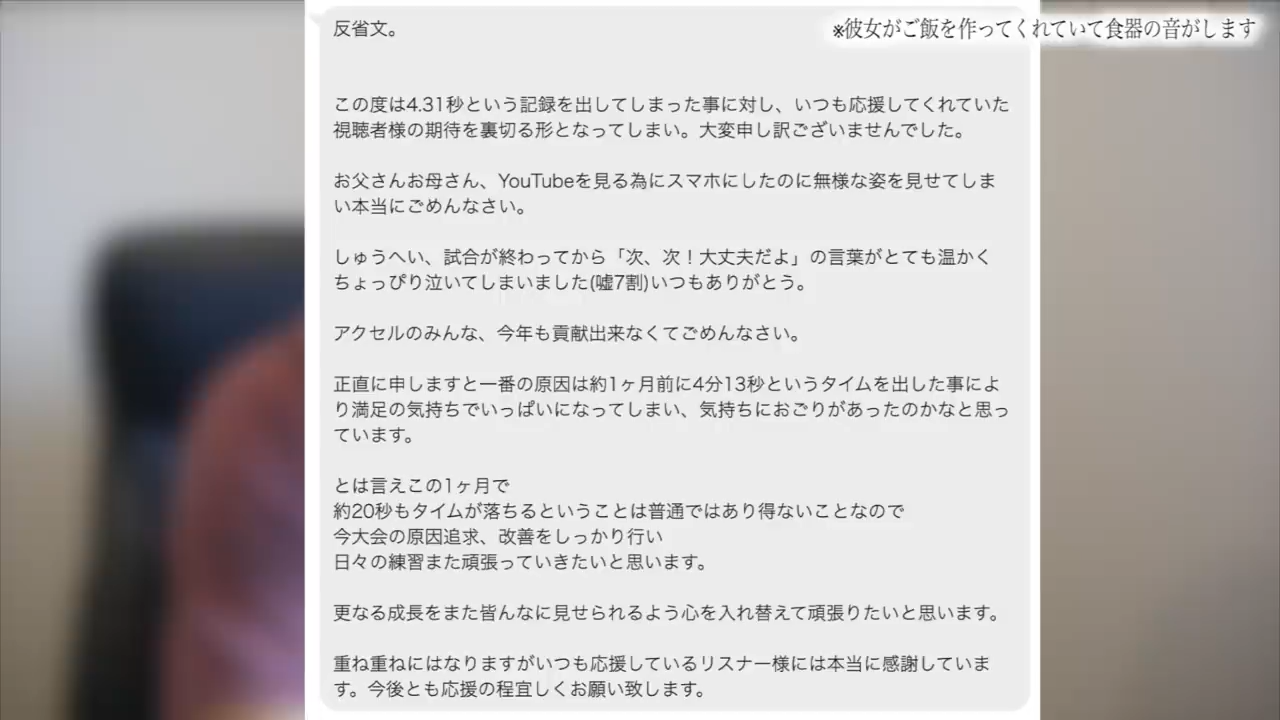 ※彼女がご飯を作ってくれていて食器の音がします
反省文。
この度は4.31秒という記録を出してしまった事に対し、いつも応援してくれていた
視聴者様の期待を裏切る形となってしまい。大変申し訳ございませんでした。
お父さんお母さん、YouTubeを見る為にスマホにしたのに無様な姿を見せてしま
い本当にごめんなさい。
しゅうへい、試合が終わってから「次、次！大丈夫だよ」の言葉がとても温かく
ちょっぴり泣いてしまいました(嘘7割)いつもありがとう。
アクセルのみんな、今年も貢献出来なくてごめんなさい。
正直に申しますと一番の原因は約1ヶ月前に4分13秒というタイムを出した事によ
り満足の気持ちでいっぱいになってしまい、気持ちにおごりがあったのかなと思っ
ています。
とは言えこの1ヶ月で
約20秒もタイムが落ちるということは普通ではあり得ないことなので
今大会の原因追求、改善をしっかり行い
日々の練習また頑張っていきたいと思います。
更なる成長をまた皆んなに見せられるよう心を入れ替えて頑張りたいと思います。
重ね重ねにはなりますがいつも応援しているリスナー様には本当に感謝していま
す。今後とも応援の程宜しくお願い致します。